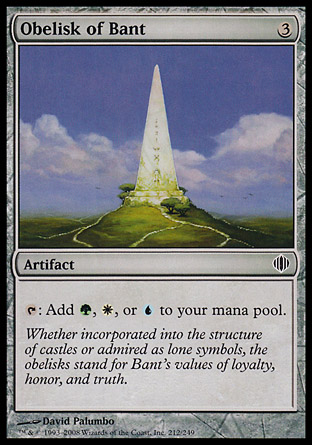 Obelisk of Bant 3
Artifact
: Add , , or to your mana pool.
Whether incorporated into the structure
of castles or admired as lone symbols, the
obelisks stand for Bant's values of loyalty,
honor, and truth.
David Palumbo
™ & © 1993–2008 Wizards of the Coast, Inc. 212/249